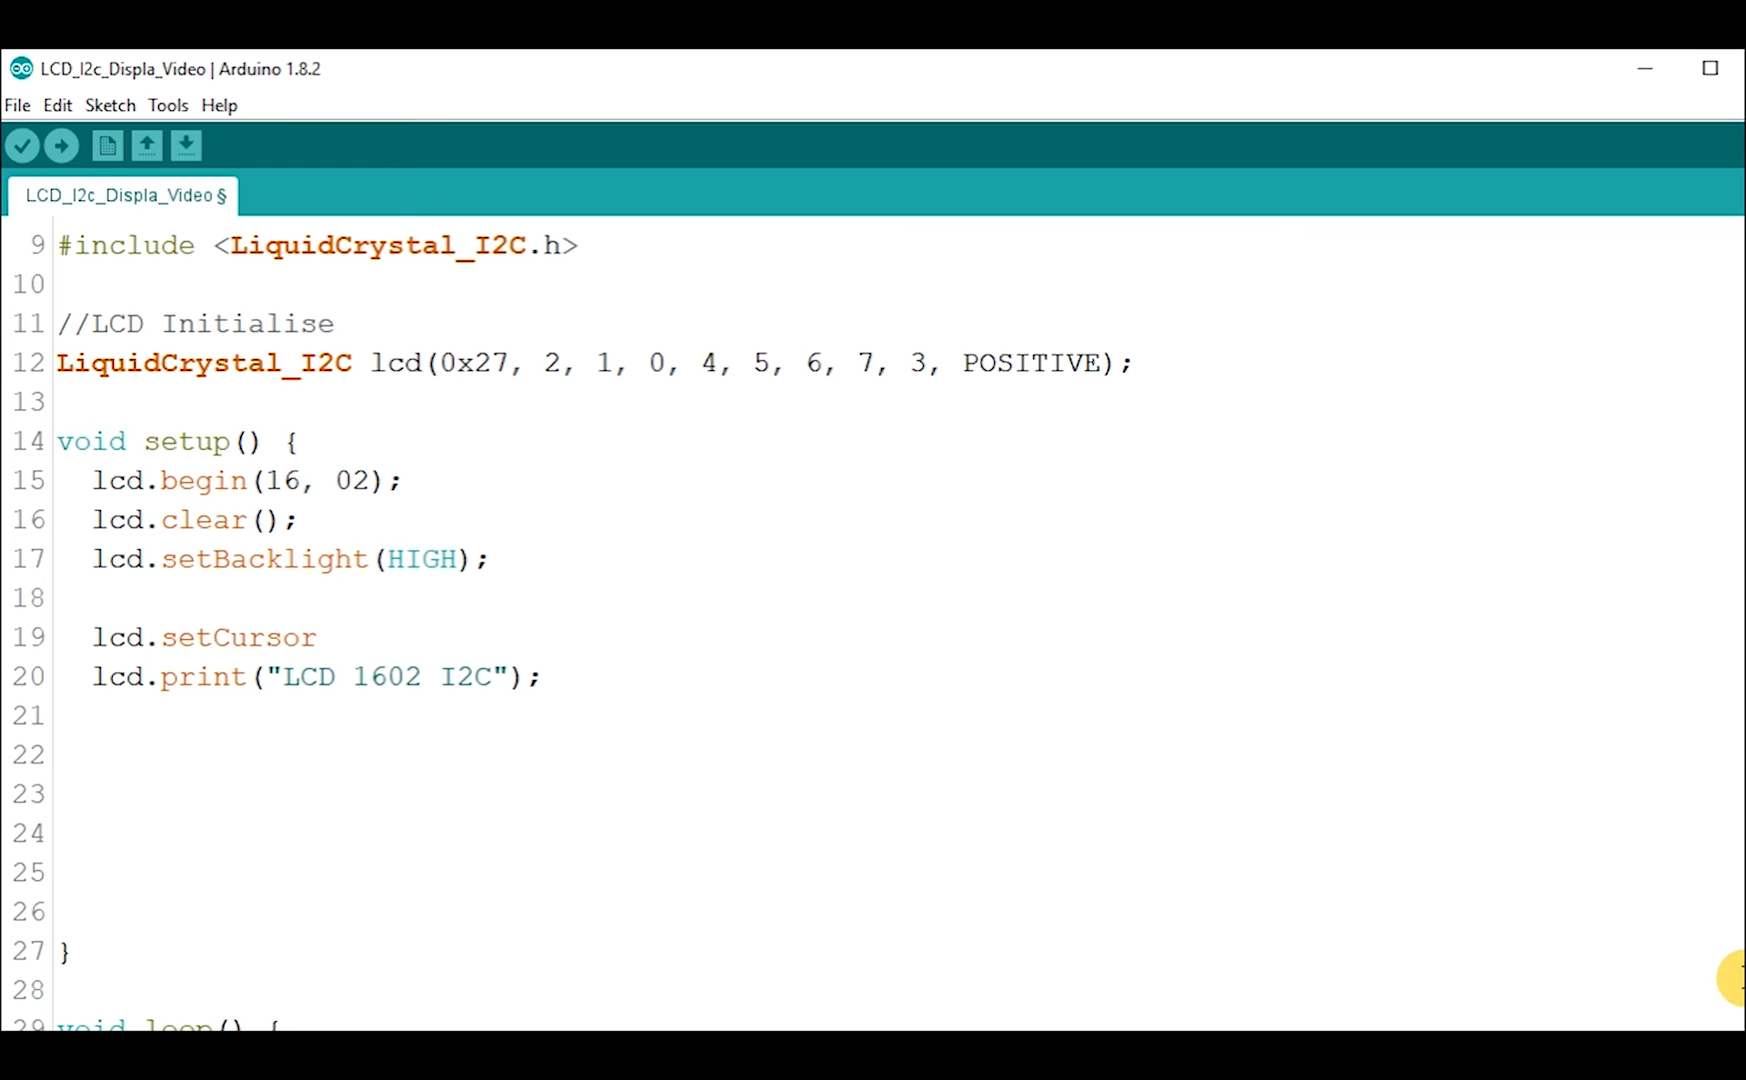 LCD_I2c_Displa_Video | Arduino 1.8.2
File Edit Sketch Tools Help
LCD_I2c_Displa_Video §
9 #include <LiquidCrystal_I2C.h>
10
11 //LCD Initialise
12 LiquidCrystal_I2C lcd(0x27, 2, 1, 0, 4, 5, 6, 7, 3, POSITIVE);
13
14 void setup() {
15 lcd.begin(16, 02);
16 lcd.clear();
17 lcd.setBacklight(HIGH);
18
19 lcd.setCursor
20 lcd.print("LCD 1602 I2C");
21
22
23
24
25
26
27 }
28
29 void loop() {